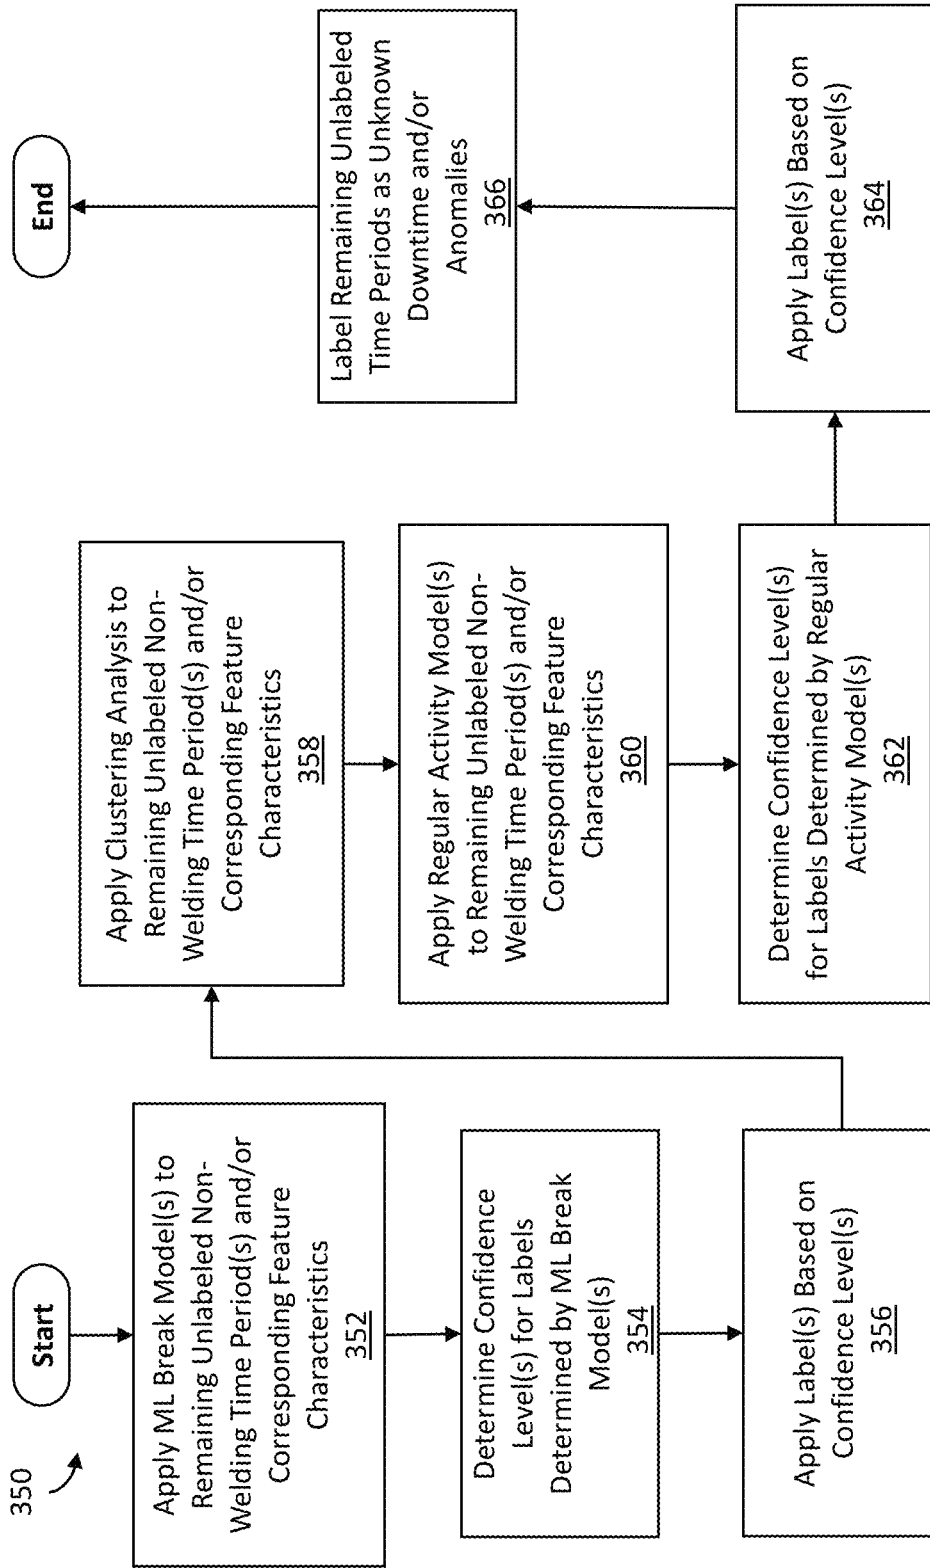 350
Start
Apply ML Break Model(s) to
Remaining Unlabeled Non-
Welding Time Period(s) and/or
Corresponding Feature
Characteristics
352
Determine Confidence
Level(s) for Labels
Determined by ML Break
Model(s)
354
Apply Label(s) Based on
Confidence Level(s)
356
Apply Clustering Analysis to
Remaining Unlabeled Non-
Welding Time Period(s) and/or
Corresponding Feature
Characteristics
358
Apply Regular Activity Model(s)
to Remaining Unlabeled Non-
Welding Time Period(s) and/or
Corresponding Feature
Characteristics
360
Determine Confidence Level(s)
for Labels Determined by Regular
Activity Model(s)
362
Apply Label(s) Based on
Confidence Level(s)
364
Label Remaining Unlabeled
Time Periods as Unknown
Downtime and/or
Anomalies
366
End